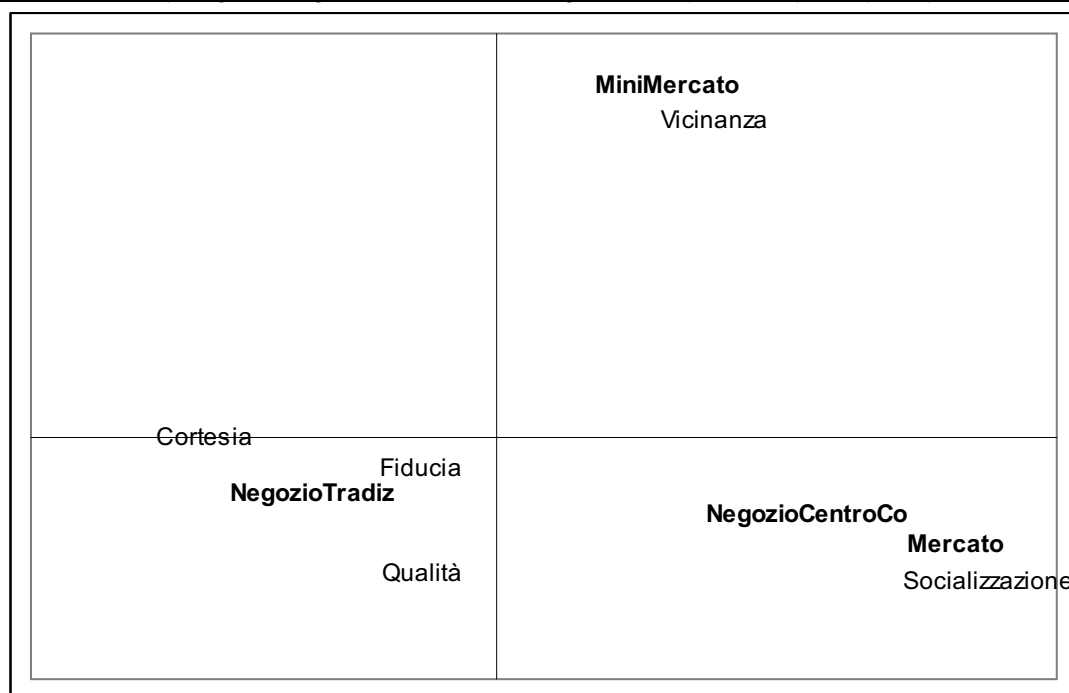 MiniMercato
Vicinanza
Cortesia
Fiducia
NegozioTradiz
NegozioCentroCo
Mercato
Qualità
Socializzazione